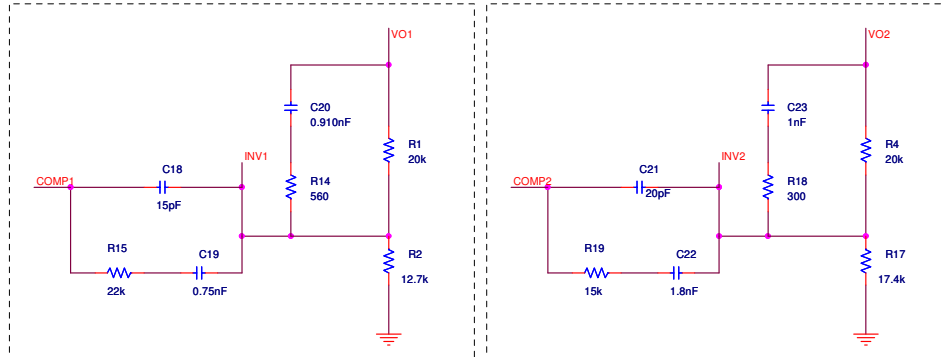 VO1
C20
0.910nF
R1
20k
INV1
C18
COMP1
R14
560
15pF
R15
C19
R2
12.7k
22k
0.75nF
VO2
C23
1nF
R4
20k
INV2
C21
COMP2
20pF
R18
300
R19
C22
R17
17.4k
15k
1.8nF